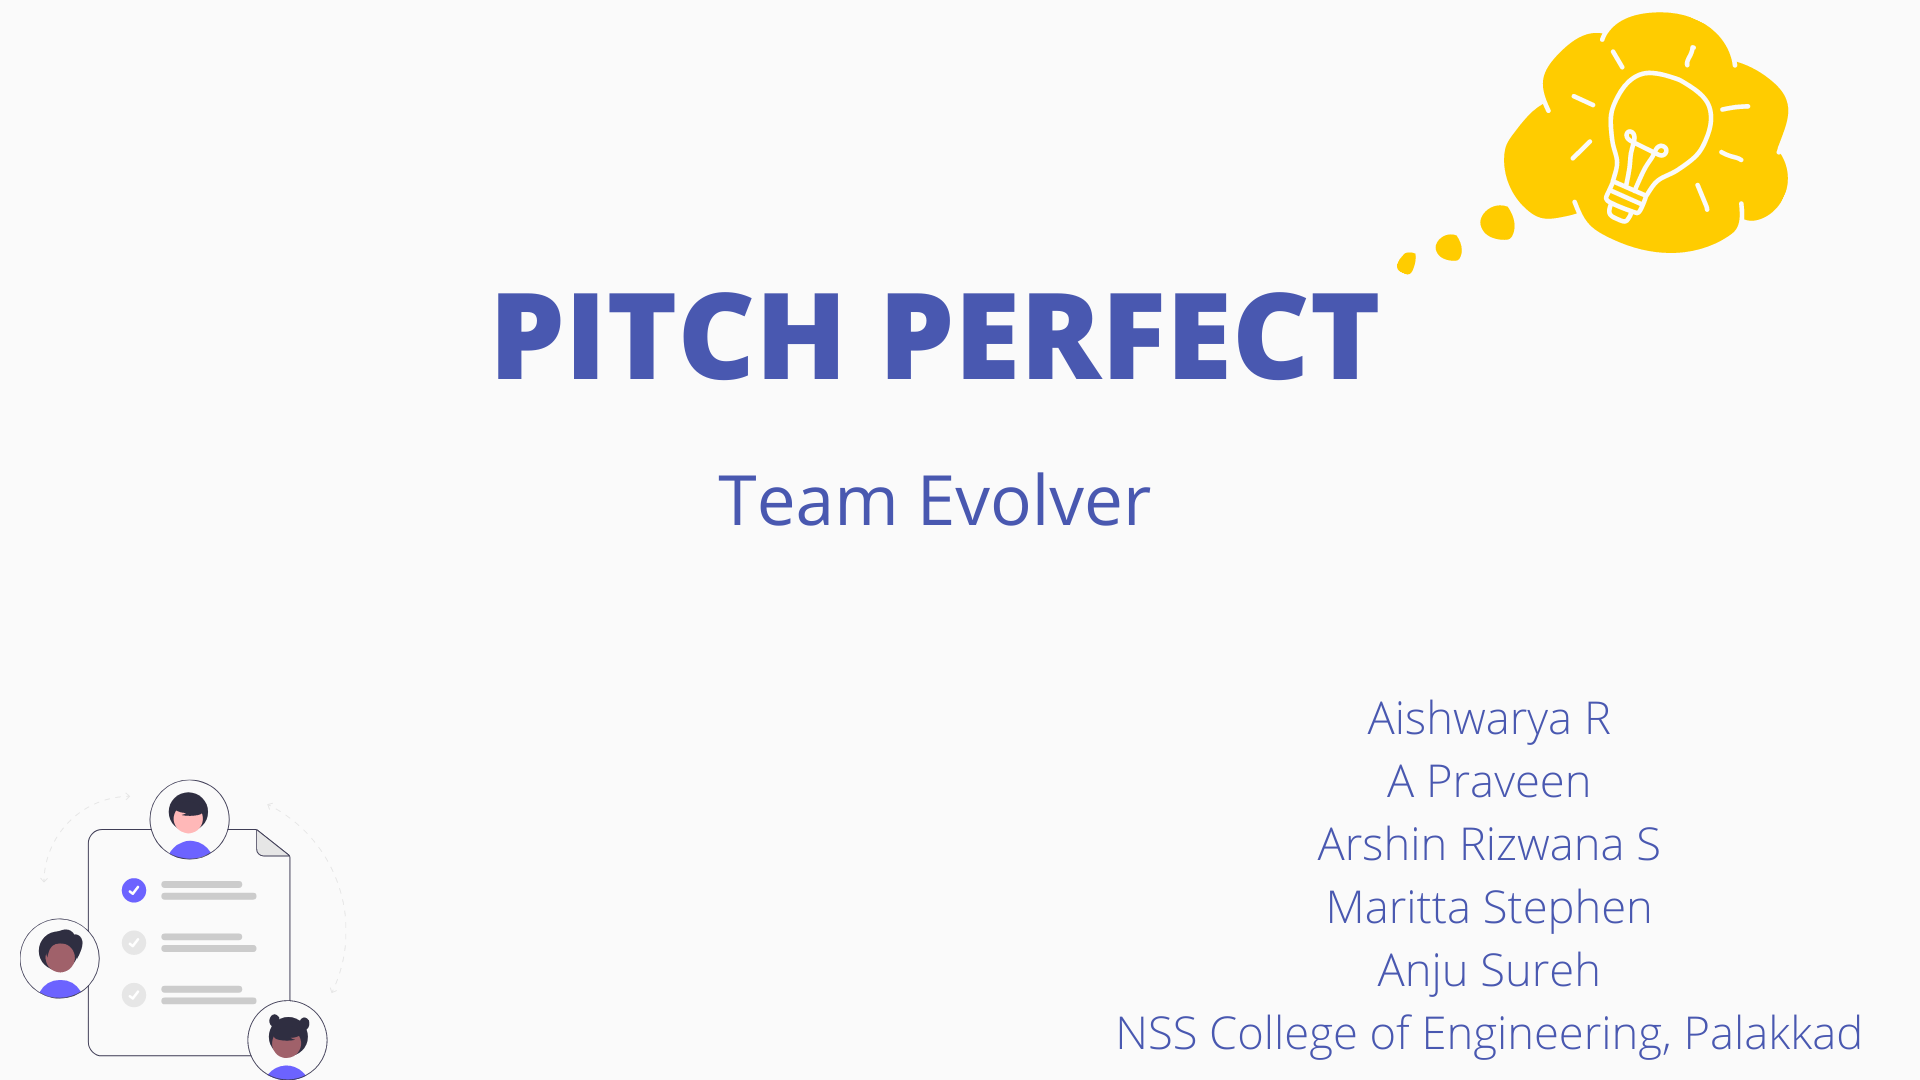 PITCH PERFECT
Team Evolver
Aishwarya R
A Praveen
Arshin Rizwana S
Maritta Stephen
Anju Sureh
NSS College of Engineering, Palakkad